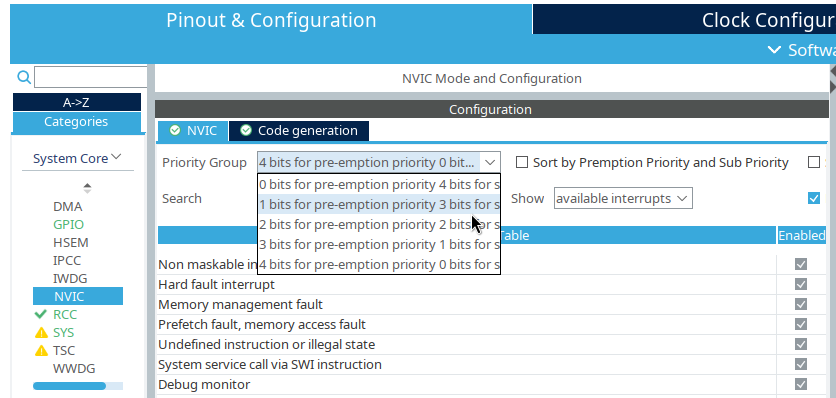 Pinout & Configuration
Clock Configur
Softwa
NVIC Mode and Configuration
A->Z
Categories
System Core
DMA
GPIO
HSEM
IPCC
IWDG
NVIC
RCC
SYS
TSC
WWDG
Configuration
NVIC
Code generation
Priority Group
4 bits for pre-emption priority 0 bit...
Sort by Premption Priority and Sub Priority
0 bits for pre-emption priority 4 bits for s
1 bits for pre-emption priority 3 bits for s
2 bits for pre-emption priority 2 bits for s
3 bits for pre-emption priority 1 bits for s
4 bits for pre-emption priority 0 bits for s
Search
Show
available interrupts
Table
Enabled
Non maskable in
Hard fault interrupt
Memory management fault
Prefetch fault, memory access fault
Undefined instruction or illegal state
System service call via SWI instruction
Debug monitor